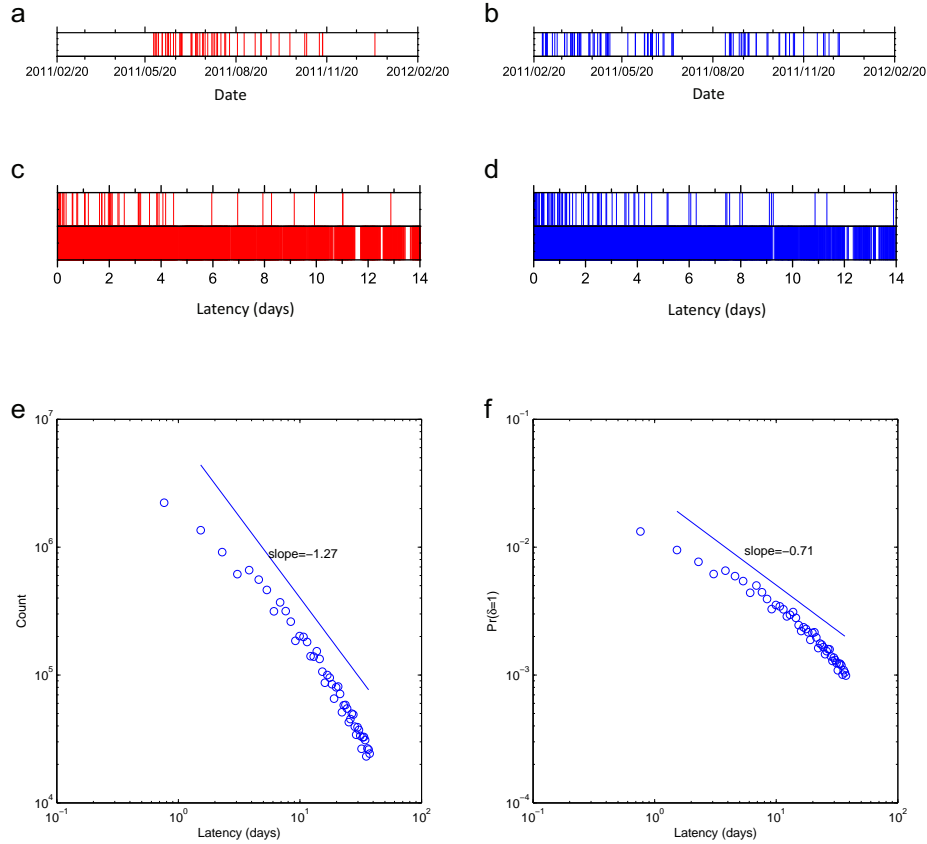 a
b
2011/02/20 2011/05/20 2011/08/20 2011/11/20 2012/02/20
2011/02/20 2011/05/20 2011/08/20 2011/11/20 2012/02/20
Date
Date
c
d
0 2 4 6 8 10 12 14
0 2 4 6 8 10 12 14
Latency (days)
Latency (days)
e
10^7
10^6
10^5
10^4
Count
slope=−1.27
10^−1 10^0 10^1 10^2
Latency (days)
f
10^−1
10^−2
10^−3
10^−4
Pr(δ=1)
slope=−0.71
10^−1 10^0 10^1 10^2
Latency (days)